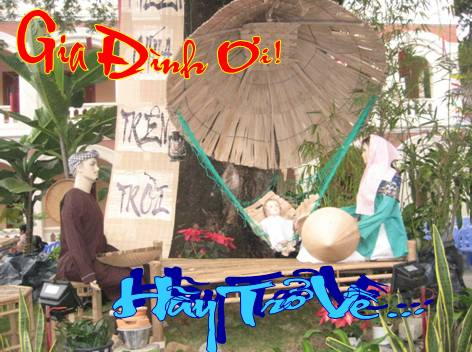 Gia Đình Ơi!
TRÊN
TRỜI
Hãy Trở Về....